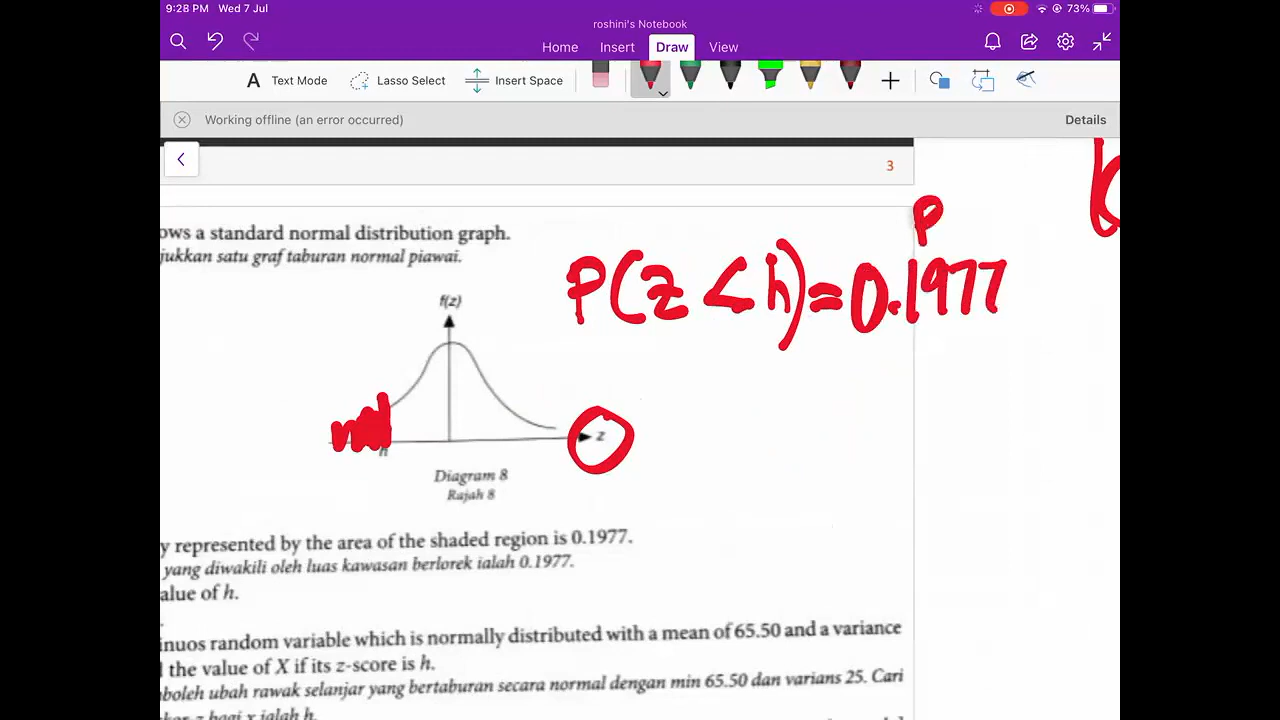 9:28 PM Wed 7 Jul
73%
roshini's Notebook
Home Insert Draw View
Text Mode Lasso Select Insert Space
Working offline (an error occurred) Details
3
ows a standard normal distribution graph.
jukkan satu graf taburan normal piawai.
P
P(z < h) = 0.1977
f(z)
z
h
Diagram 8
Rajah 8
y represented by the area of the shaded region is 0.1977.
yang diwakili oleh luas kawasan berlorek ialah 0.1977.
alue of h.
inuos random variable which is normally distributed with a mean of 65.50 and a variance
the value of X if its z-score is h.
boleh ubah rawak selanjar yang bertaburan secara normal dengan min 65.50 dan varians 25. Cari
bagi x ialah h.